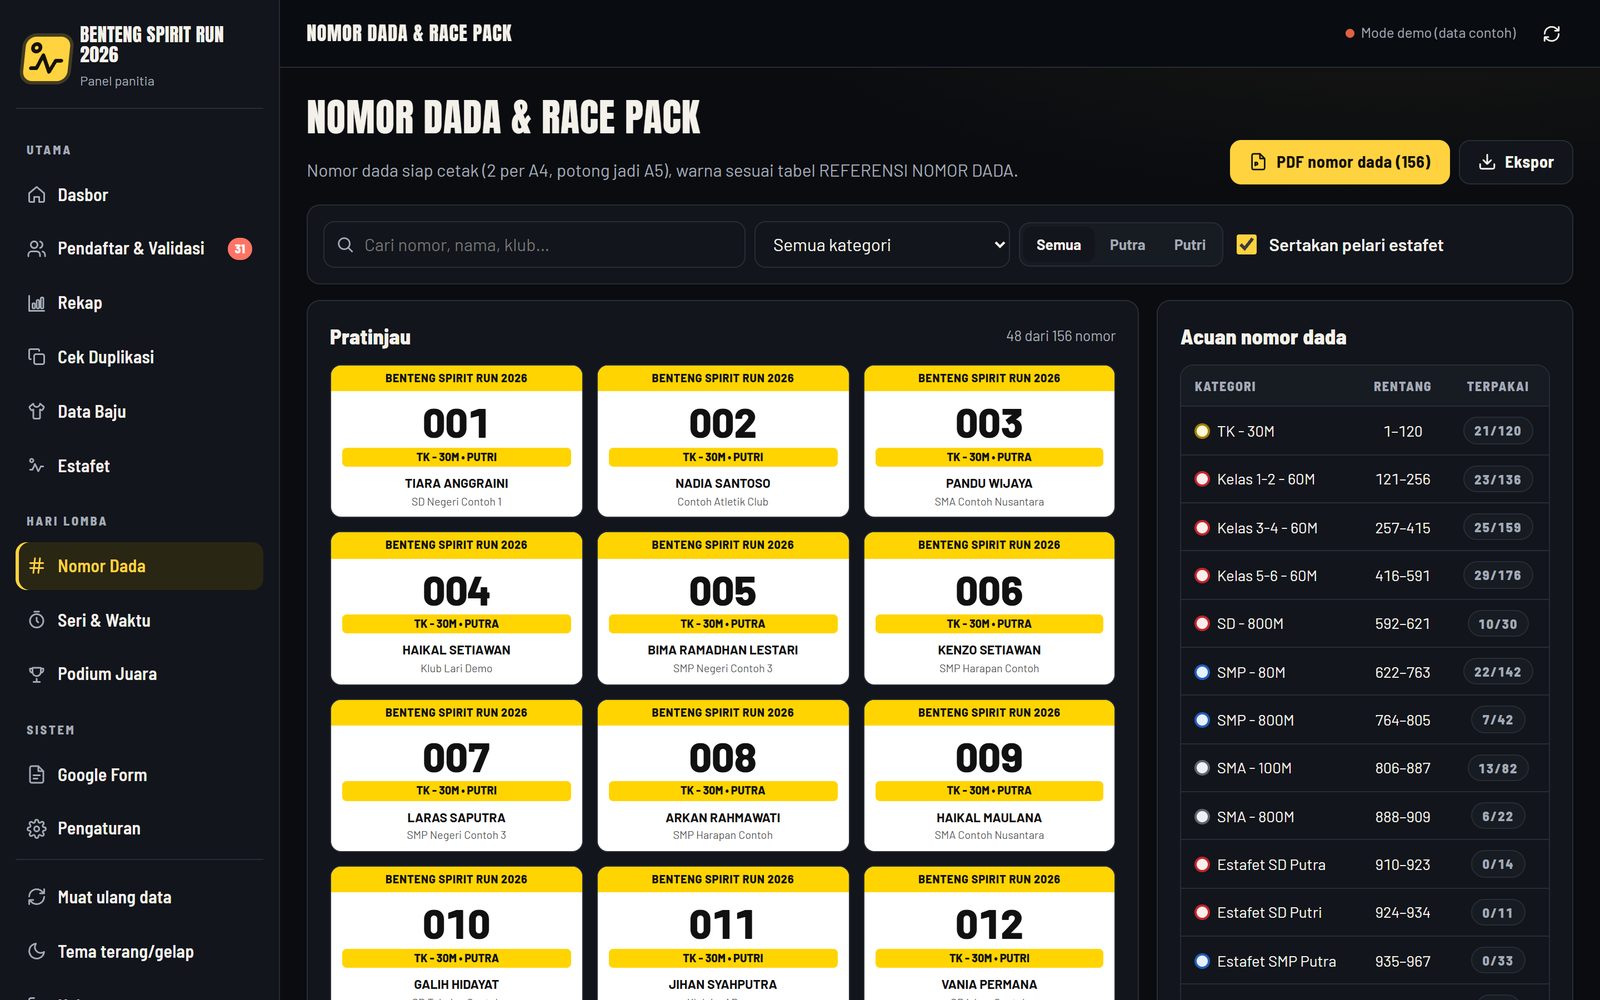 BENTENG SPIRIT RUN
2026
Panel panitia
UTAMA
Dasbor
Pendaftar & Validasi 31
Rekap
Cek Duplikasi
Data Baju
Estafet
HARI LOMBA
Nomor Dada
Seri & Waktu
Podium Juara
SISTEM
Google Form
Pengaturan
Muat ulang data
Tema terang/gelap
NOMOR DADA & RACE PACK
Mode demo (data contoh)
NOMOR DADA & RACE PACK
Nomor dada siap cetak (2 per A4, potong jadi A5), warna sesuai tabel REFERENSI NOMOR DADA.
PDF nomor dada (156)
Ekspor
Cari nomor, nama, klub...
Semua kategori
Semua Putra Putri
Sertakan pelari estafet
Pratinjau
48 dari 156 nomor
BENTENG SPIRIT RUN 2026
001
TK - 30M • PUTRI
TIARA ANGGRAINI
SD Negeri Contoh 1
BENTENG SPIRIT RUN 2026
002
TK - 30M • PUTRI
NADIA SANTOSO
Contoh Atletik Club
BENTENG SPIRIT RUN 2026
003
TK - 30M • PUTRA
PANDU WIJAYA
SMA Contoh Nusantara
BENTENG SPIRIT RUN 2026
004
TK - 30M • PUTRA
HAIKAL SETIAWAN
Klub Lari Demo
BENTENG SPIRIT RUN 2026
005
TK - 30M • PUTRA
BIMA RAMADHAN LESTARI
SMP Negeri Contoh 3
BENTENG SPIRIT RUN 2026
006
TK - 30M • PUTRA
KENZO SETIAWAN
SMP Harapan Contoh
BENTENG SPIRIT RUN 2026
007
TK - 30M • PUTRI
LARAS SAPUTRA
SMP Negeri Contoh 3
BENTENG SPIRIT RUN 2026
008
TK - 30M • PUTRA
ARKAN RAHMAWATI
SMP Harapan Contoh
BENTENG SPIRIT RUN 2026
009
TK - 30M • PUTRA
HAIKAL MAULANA
SMA Contoh Nusantara
BENTENG SPIRIT RUN 2026
010
TK - 30M • PUTRA
GALIH HIDAYAT
BENTENG SPIRIT RUN 2026
011
TK - 30M • PUTRI
JIHAN SYAHPUTRA
BENTENG SPIRIT RUN 2026
012
TK - 30M • PUTRI
VANIA PERMANA
Acuan nomor dada
KATEGORI RENTANG TERPAKAI
TK - 30M 1–120 21/120
Kelas 1-2 - 60M 121–256 23/136
Kelas 3-4 - 60M 257–415 25/159
Kelas 5-6 - 60M 416–591 29/176
SD - 800M 592–621 10/30
SMP - 80M 622–763 22/142
SMP - 800M 764–805 7/42
SMA - 100M 806–887 13/82
SMA - 800M 888–909 6/22
Estafet SD Putra 910–923 0/14
Estafet SD Putri 924–934 0/11
Estafet SMP Putra 935–967 0/33